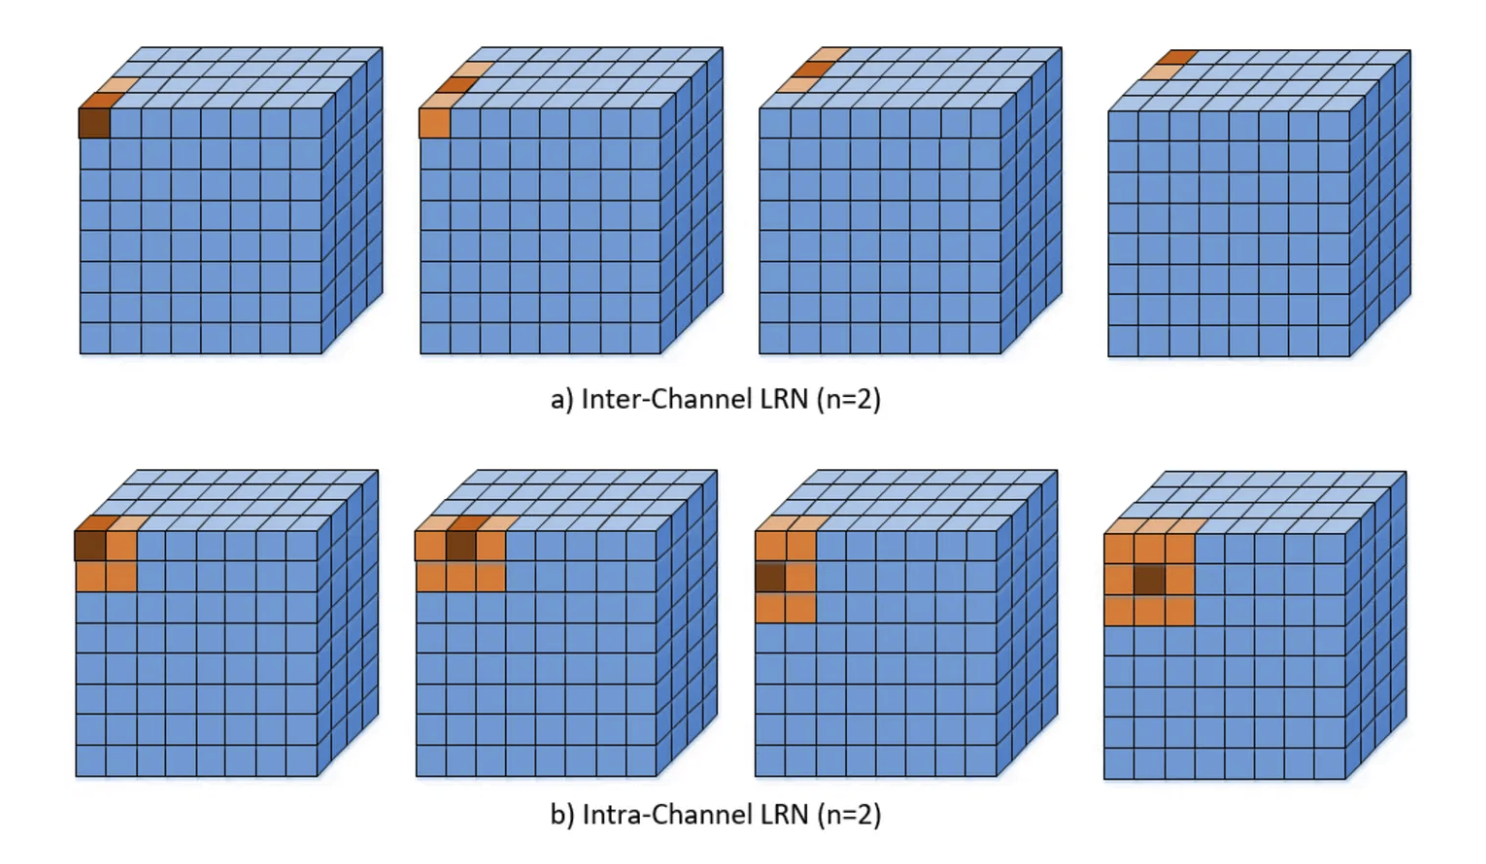 a) Inter-Channel LRN (n=2)
b) Intra-Channel LRN (n=2)